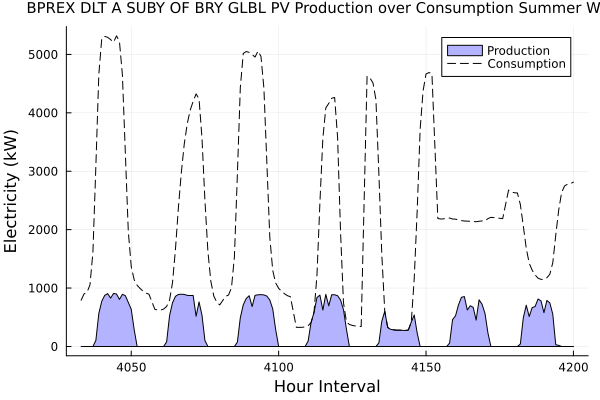 BPREX DLT A SUBY OF BRY GLBL PV Production over Consumption Summer W
Production
Consumption
5000
4000
3000
2000
1000
0
Electricity (kW)
4050
4100
4150
4200
Hour Interval